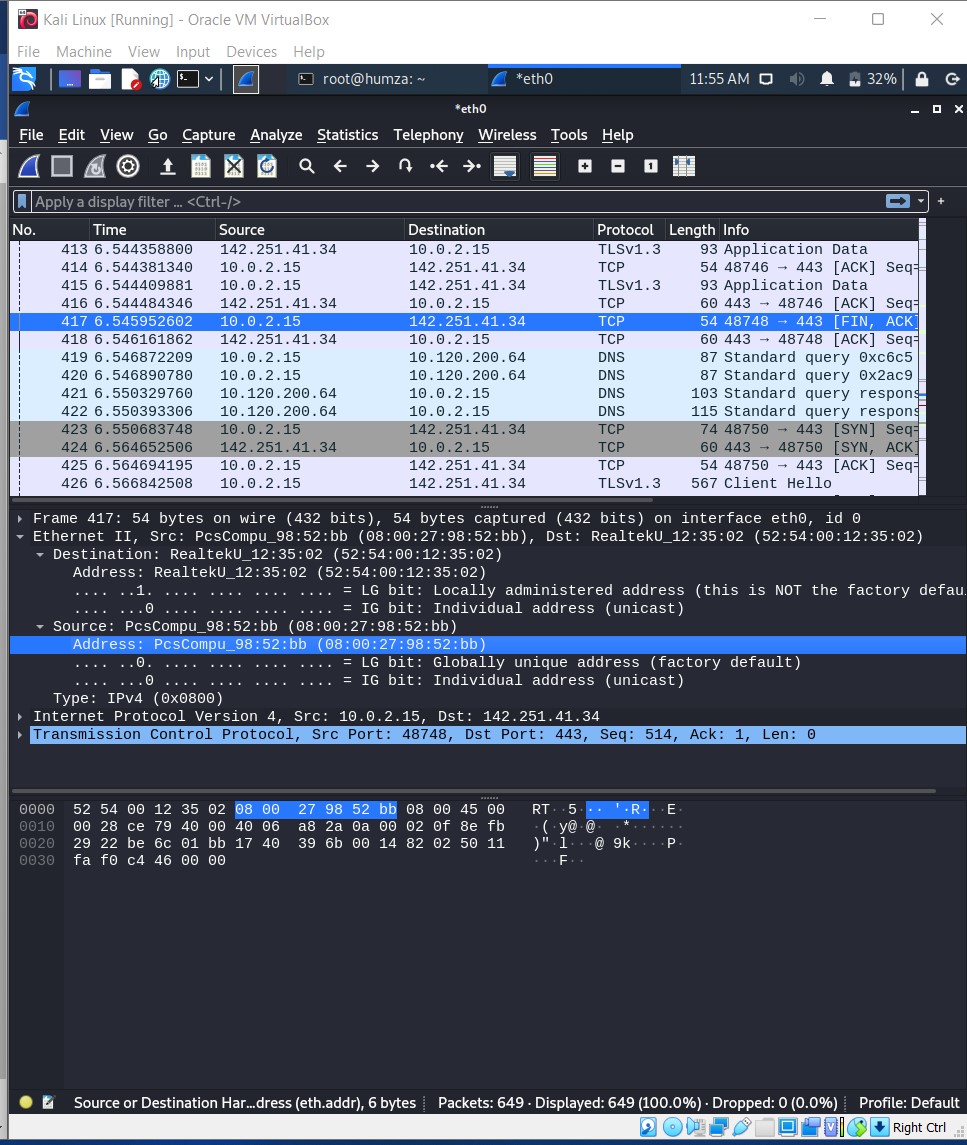 Kali Linux [Running] - Oracle VM VirtualBox
File Machine View Input Devices Help
root@humza: ~ *eth0 11:55 AM 32%
*eth0
File Edit View Go Capture Analyze Statistics Telephony Wireless Tools Help
Apply a display filter ... <Ctrl-/>
No. Time Source Destination Protocol Length Info
413 6.544358800 142.251.41.34 10.0.2.15 TLSv1.3 93 Application Data
414 6.544381340 10.0.2.15 142.251.41.34 TCP 54 48746 → 443 [ACK] Seq=
415 6.544409881 10.0.2.15 142.251.41.34 TLSv1.3 93 Application Data
416 6.544484346 142.251.41.34 10.0.2.15 TCP 60 443 → 48746 [ACK] Seq=
417 6.545952602 10.0.2.15 142.251.41.34 TCP 54 48748 → 443 [FIN, ACK]
418 6.546161862 142.251.41.34 10.0.2.15 TCP 60 443 → 48748 [ACK] Seq=
419 6.546872209 10.0.2.15 10.120.200.64 DNS 87 Standard query 0xc6c5
420 6.546890780 10.0.2.15 10.120.200.64 DNS 87 Standard query 0x2ac9
421 6.550329760 10.120.200.64 10.0.2.15 DNS 103 Standard query respons
422 6.550393306 10.120.200.64 10.0.2.15 DNS 115 Standard query respons
423 6.550683748 10.0.2.15 142.251.41.34 TCP 74 48750 → 443 [SYN] Seq=
424 6.564652506 142.251.41.34 10.0.2.15 TCP 60 443 → 48750 [SYN, ACK]
425 6.564694195 10.0.2.15 142.251.41.34 TCP 54 48750 → 443 [ACK] Seq=
426 6.566842508 10.0.2.15 142.251.41.34 TLSv1.3 567 Client Hello
Frame 417: 54 bytes on wire (432 bits), 54 bytes captured (432 bits) on interface eth0, id 0
Ethernet II, Src: PcsCompu_98:52:bb (08:00:27:98:52:bb), Dst: RealtekU_12:35:02 (52:54:00:12:35:02)
Destination: RealtekU_12:35:02 (52:54:00:12:35:02)
Address: RealtekU_12:35:02 (52:54:00:12:35:02)
.... ..1. .... .... .... .... = LG bit: Locally administered address (this is NOT the factory defau
.... ...0 .... .... .... .... = IG bit: Individual address (unicast)
Source: PcsCompu_98:52:bb (08:00:27:98:52:bb)
Address: PcsCompu_98:52:bb (08:00:27:98:52:bb)
.... ..0. .... .... .... .... = LG bit: Globally unique address (factory default)
.... ...0 .... .... .... .... = IG bit: Individual address (unicast)
Type: IPv4 (0x0800)
Internet Protocol Version 4, Src: 10.0.2.15, Dst: 142.251.41.34
Transmission Control Protocol, Src Port: 48748, Dst Port: 443, Seq: 514, Ack: 1, Len: 0
0000 52 54 00 12 35 02 08 00 27 98 52 bb 08 00 45 00 RT··5··· '·R···E·
0010 00 28 ce 79 40 00 40 06 a8 2a 0a 00 02 0f 8e fb ·(·y@·@· ·*······
0020 29 22 be 6c 01 bb 17 40 39 6b 00 14 82 02 50 11 )"·l···@ 9k····P·
0030 fa f0 c4 46 00 00 ···F··
Source or Destination Har...dress (eth.addr), 6 bytes Packets: 649 · Displayed: 649 (100.0%) · Dropped: 0 (0.0%) Profile: Default
Right Ctrl